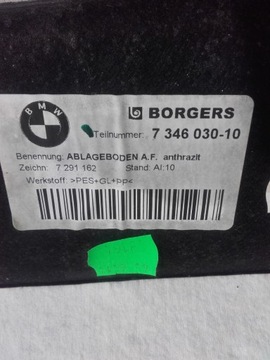 BMW
BORGERS
Teilnummer: 7 346 030-10
Benennung: ABLAGEBODEN A.F. anthrazit
Zeichn: 7 291 162 Stand: AI:10
Werkstoff: >PES+GL+PP<